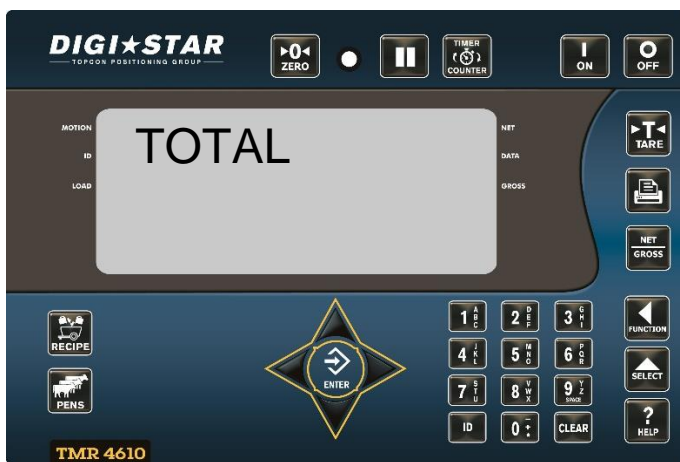 DIGI★STAR
TOPCON POSITIONING GROUP
►0◄
ZERO
TIMER
COUNTER
I
ON
O
OFF
MOTION
ID
LOAD
TOTAL
NET
DATA
GROSS
►T◄
TARE
NET
GROSS
RECIPE
PENS
ENTER
1 A B C
2 D E F
3 G H I
4 J K L
5 M N O
6 P Q R
7 S T U
8 V W X
9 Y Z SPACE
ID
0 - + *
CLEAR
FUNCTION
SELECT
?
HELP
TMR 4610